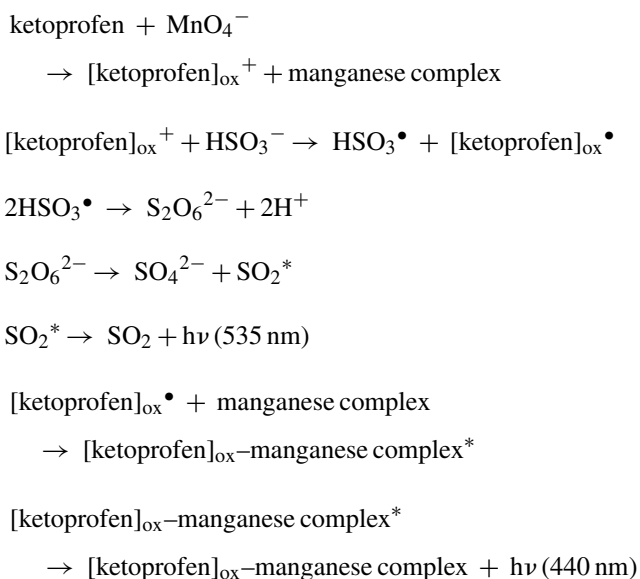 ketoprofen + MnO₄⁻
→ [ketoprofen]ₒₓ⁺ + manganese complex
[ketoprofen]ₒₓ⁺ + HSO₃⁻ → HSO₃• + [ketoprofen]ₒₓ•
2HSO₃• → S₂O₆²⁻ + 2H⁺
S₂O₆²⁻ → SO₄²⁻ + SO₂*
SO₂* → SO₂ + hν (535 nm)
[ketoprofen]ₒₓ• + manganese complex
→ [ketoprofen]ₒₓ–manganese complex*
[ketoprofen]ₒₓ–manganese complex*
→ [ketoprofen]ₒₓ–manganese complex + hν (440 nm)